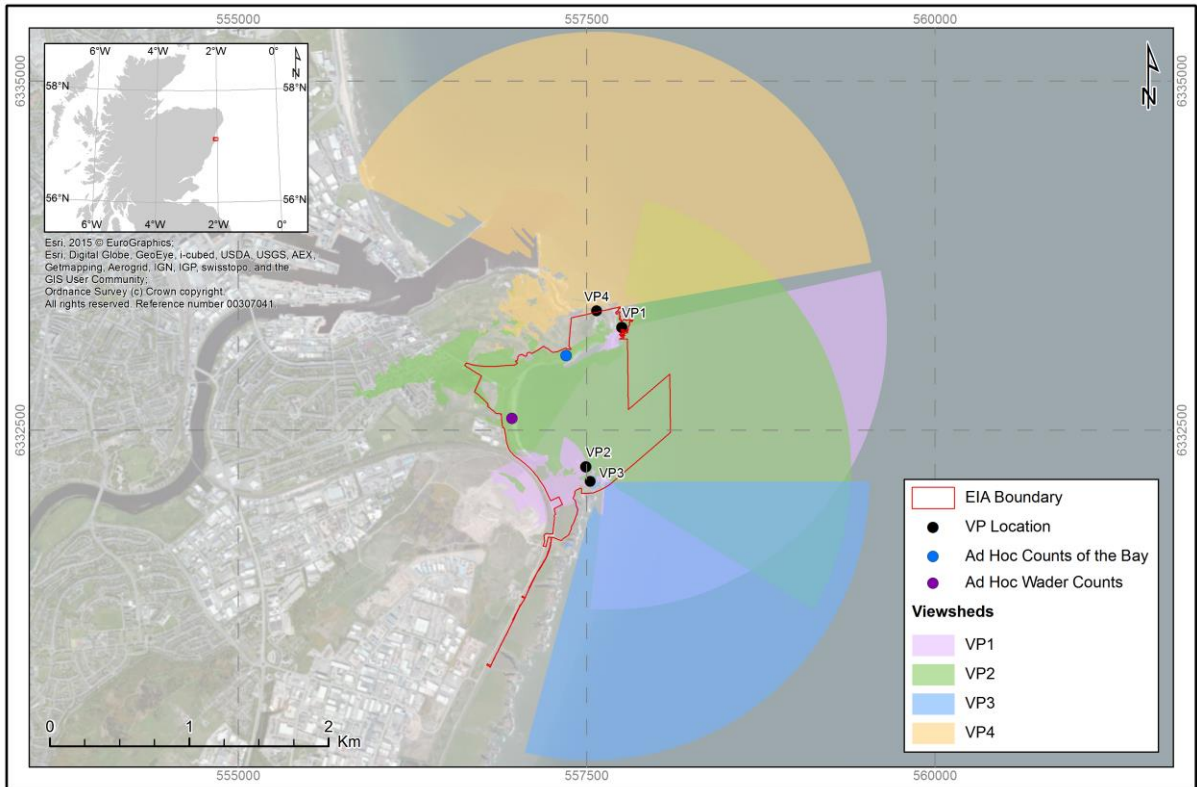 555000 557500 560000
6°W 4°W 2°W 0°
N
58°N 58°N
56°N 56°N
6°W 4°W 2°W 0°
Esri, 2015 © EuroGraphics;
Esri, Digital Globe, GeoEye, i-cubed, USDA, USGS, AEX,
Getmapping, Aerogrid, IGN, IGP, swisstopo, and the
GIS User Community;
Ordnance Survey (c) Crown copyright
All rights reserved. Reference number 00307041
N
6335000 6335000
VP4
VP1
6332500 6332500
VP2
VP3
EIA Boundary
VP Location
Ad Hoc Counts of the Bay
Ad Hoc Wader Counts
Viewsheds
VP1
VP2
VP3
VP4
0 1 2
Km
555000 557500 560000